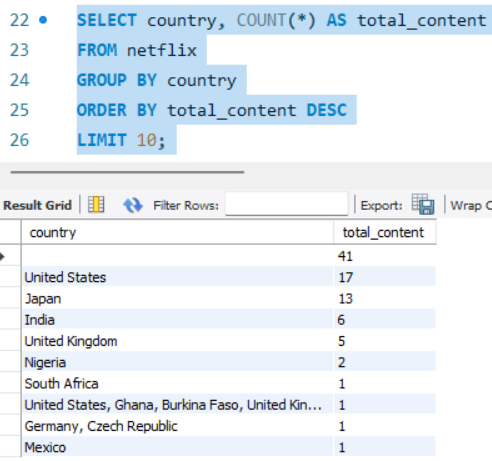 22 SELECT country, COUNT(*) AS total_content
23 FROM netflix
24 GROUP BY country
25 ORDER BY total_content DESC
26 LIMIT 10;
Result Grid Filter Rows: Export: Wrap C
country total_content
41
United States 17
Japan 13
India 6
United Kingdom 5
Nigeria 2
South Africa 1
United States, Ghana, Burkina Faso, United Kin... 1
Germany, Czech Republic 1
Mexico 1